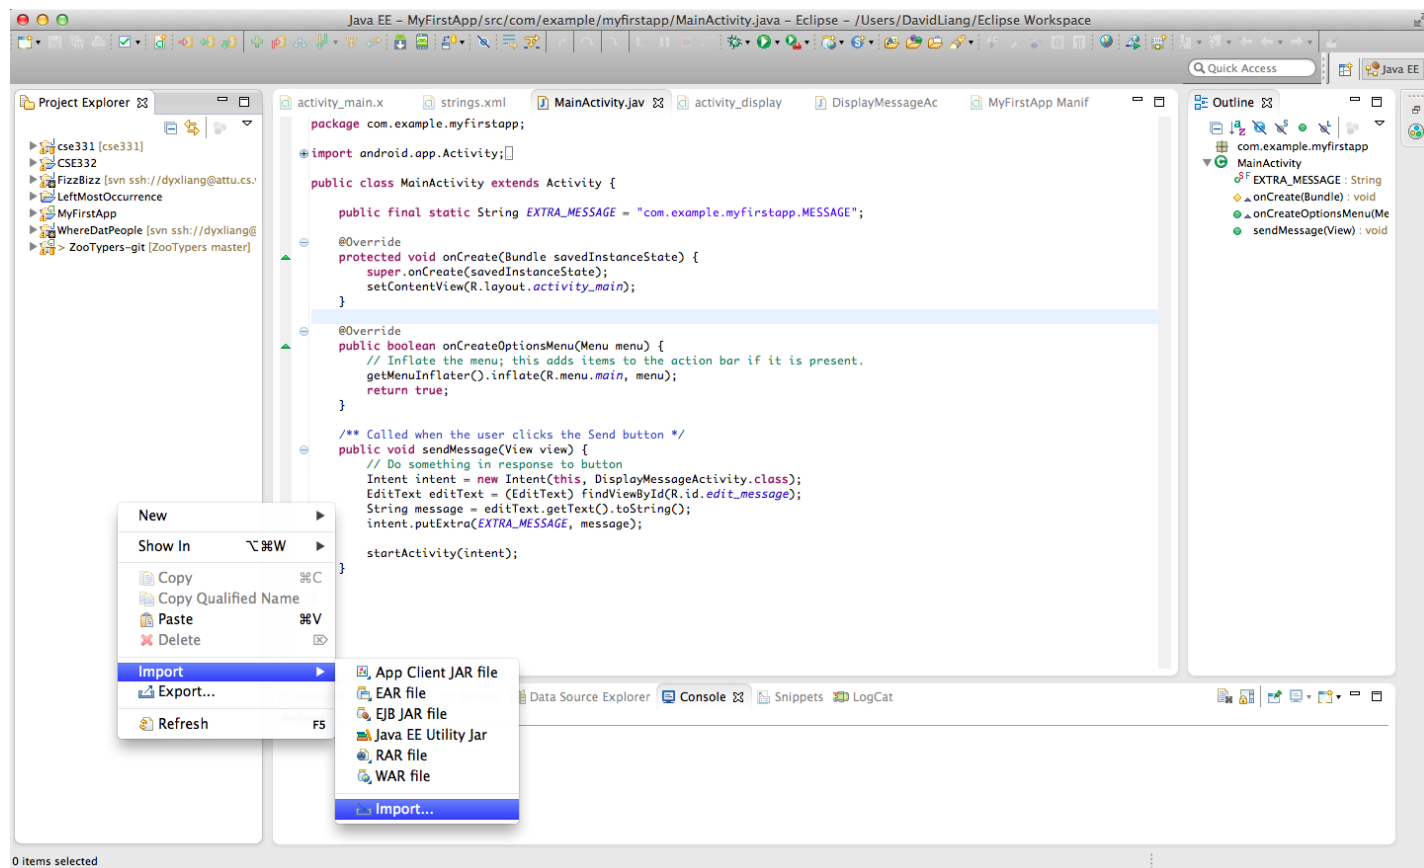 Java EE – MyFirstApp/src/com/example/myfirstapp/MainActivity.java – Eclipse – /Users/DavidLiang/Eclipse Workspace
Quick Access
Java EE
Project Explorer
cse331 [cse331]
CSE332
FizzBizz [svn ssh://dyxliang@attu.cs.
LeftMostOccurrence
MyFirstApp
WhereDatPeople [svn ssh://dyxliang@
> ZooTypers-git [ZooTypers master]
activity_main.x strings.xml MainActivity.jav activity_display DisplayMessageAc MyFirstApp Manif
package com.example.myfirstapp;
import android.app.Activity;
public class MainActivity extends Activity {
public final static String EXTRA_MESSAGE = "com.example.myfirstapp.MESSAGE";
@Override
protected void onCreate(Bundle savedInstanceState) {
super.onCreate(savedInstanceState);
setContentView(R.layout.activity_main);
}
@Override
public boolean onCreateOptionsMenu(Menu menu) {
// Inflate the menu; this adds items to the action bar if it is present.
getMenuInflater().inflate(R.menu.main, menu);
return true;
}
/** Called when the user clicks the Send button */
public void sendMessage(View view) {
// Do something in response to button
Intent intent = new Intent(this, DisplayMessageActivity.class);
EditText editText = (EditText) findViewById(R.id.edit_message);
String message = editText.getText().toString();
intent.putExtra(EXTRA_MESSAGE, message);
startActivity(intent);
}
Outline
com.example.myfirstapp
MainActivity
EXTRA_MESSAGE : String
onCreate(Bundle) : void
onCreateOptionsMenu(Me
sendMessage(View) : void
New
Show In ⌥⌘W
Copy ⌘C
Copy Qualified Name
Paste ⌘V
Delete ⌦
Import
Export...
Refresh F5
App Client JAR file
EAR file
EJB JAR file
Java EE Utility Jar
RAR file
WAR file
Import...
Data Source Explorer Console Snippets LogCat
0 items selected